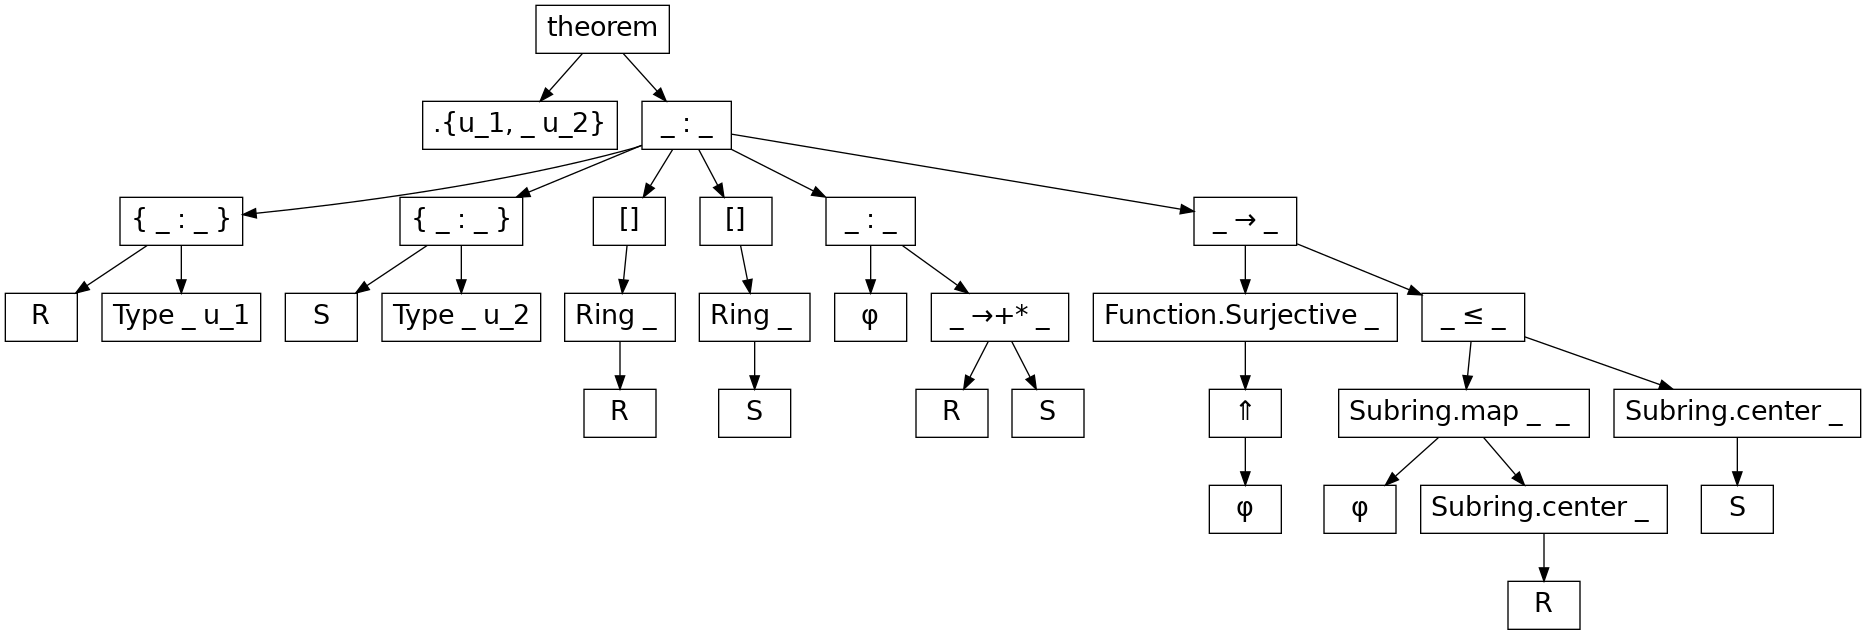 theorem
.{u_1, _ u_2} _ : _
{ _ : _ } { _ : _ } [] [] _ : _ _ → _
R Type _ u_1 S Type _ u_2 Ring _ Ring _ φ _ →+* _ Function.Surjective _ _ ≤ _
R S R S ⇑ Subring.map _ _ Subring.center _
φ φ Subring.center _ S
R